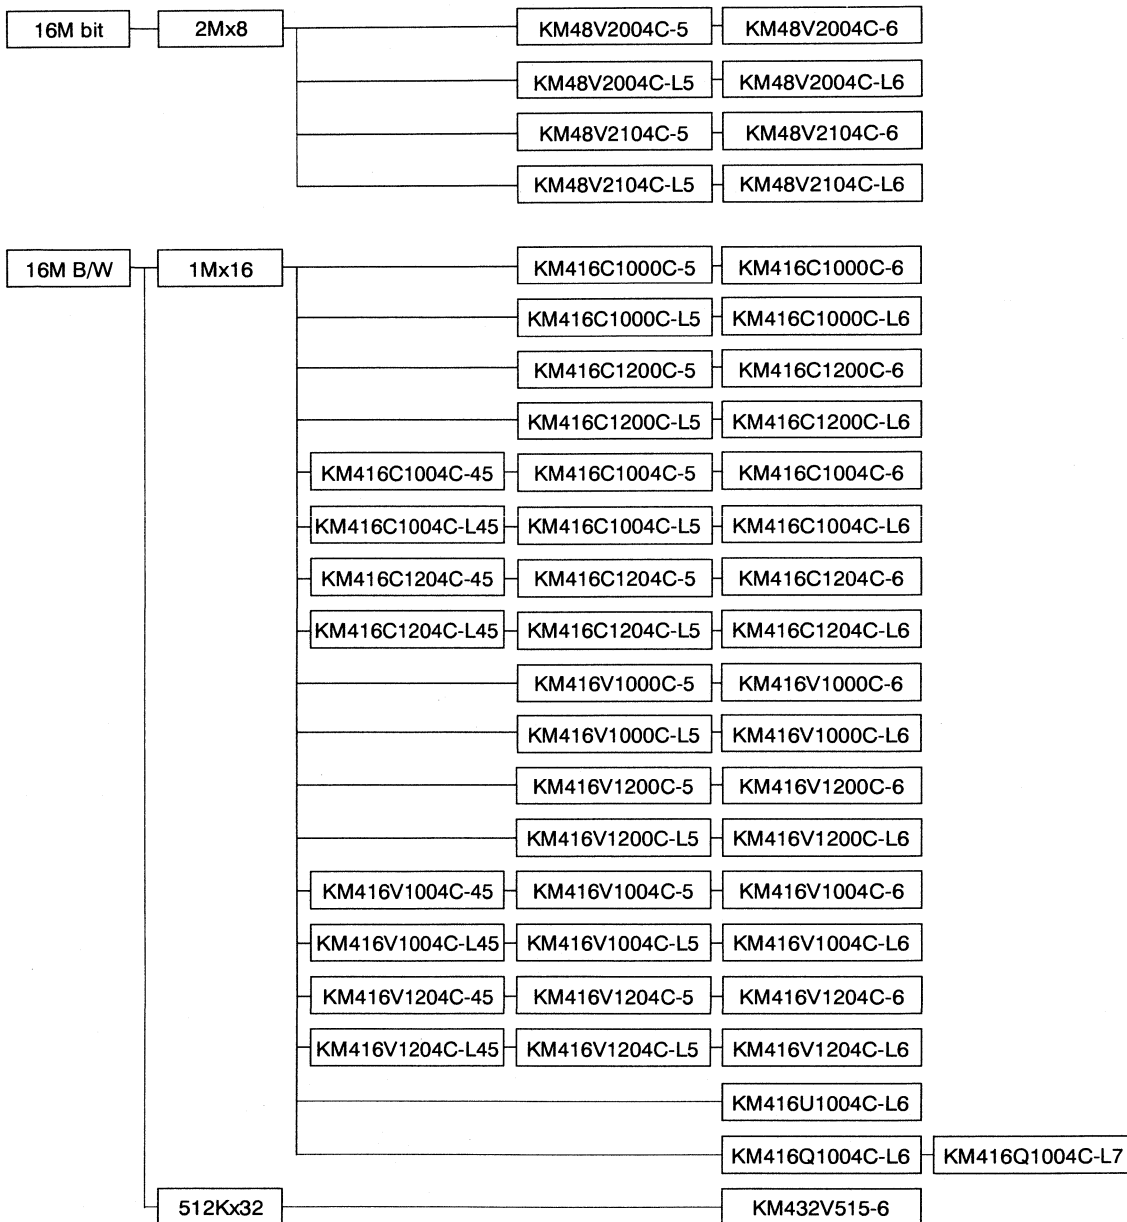 16M bit 2Mx8 KM48V2004C-5 KM48V2004C-6
KM48V2004C-L5 KM48V2004C-L6
KM48V2104C-5 KM48V2104C-6
KM48V2104C-L5 KM48V2104C-L6
16M B/W 1Mx16 KM416C1000C-5 KM416C1000C-6
KM416C1000C-L5 KM416C1000C-L6
KM416C1200C-5 KM416C1200C-6
KM416C1200C-L5 KM416C1200C-L6
KM416C1004C-45 KM416C1004C-5 KM416C1004C-6
KM416C1004C-L45 KM416C1004C-L5 KM416C1004C-L6
KM416C1204C-45 KM416C1204C-5 KM416C1204C-6
KM416C1204C-L45 KM416C1204C-L5 KM416C1204C-L6
KM416V1000C-5 KM416V1000C-6
KM416V1000C-L5 KM416V1000C-L6
KM416V1200C-5 KM416V1200C-6
KM416V1200C-L5 KM416V1200C-L6
KM416V1004C-45 KM416V1004C-5 KM416V1004C-6
KM416V1004C-L45 KM416V1004C-L5 KM416V1004C-L6
KM416V1204C-45 KM416V1204C-5 KM416V1204C-6
KM416V1204C-L45 KM416V1204C-L5 KM416V1204C-L6
KM416U1004C-L6
KM416Q1004C-L6 KM416Q1004C-L7
512Kx32 KM432V515-6